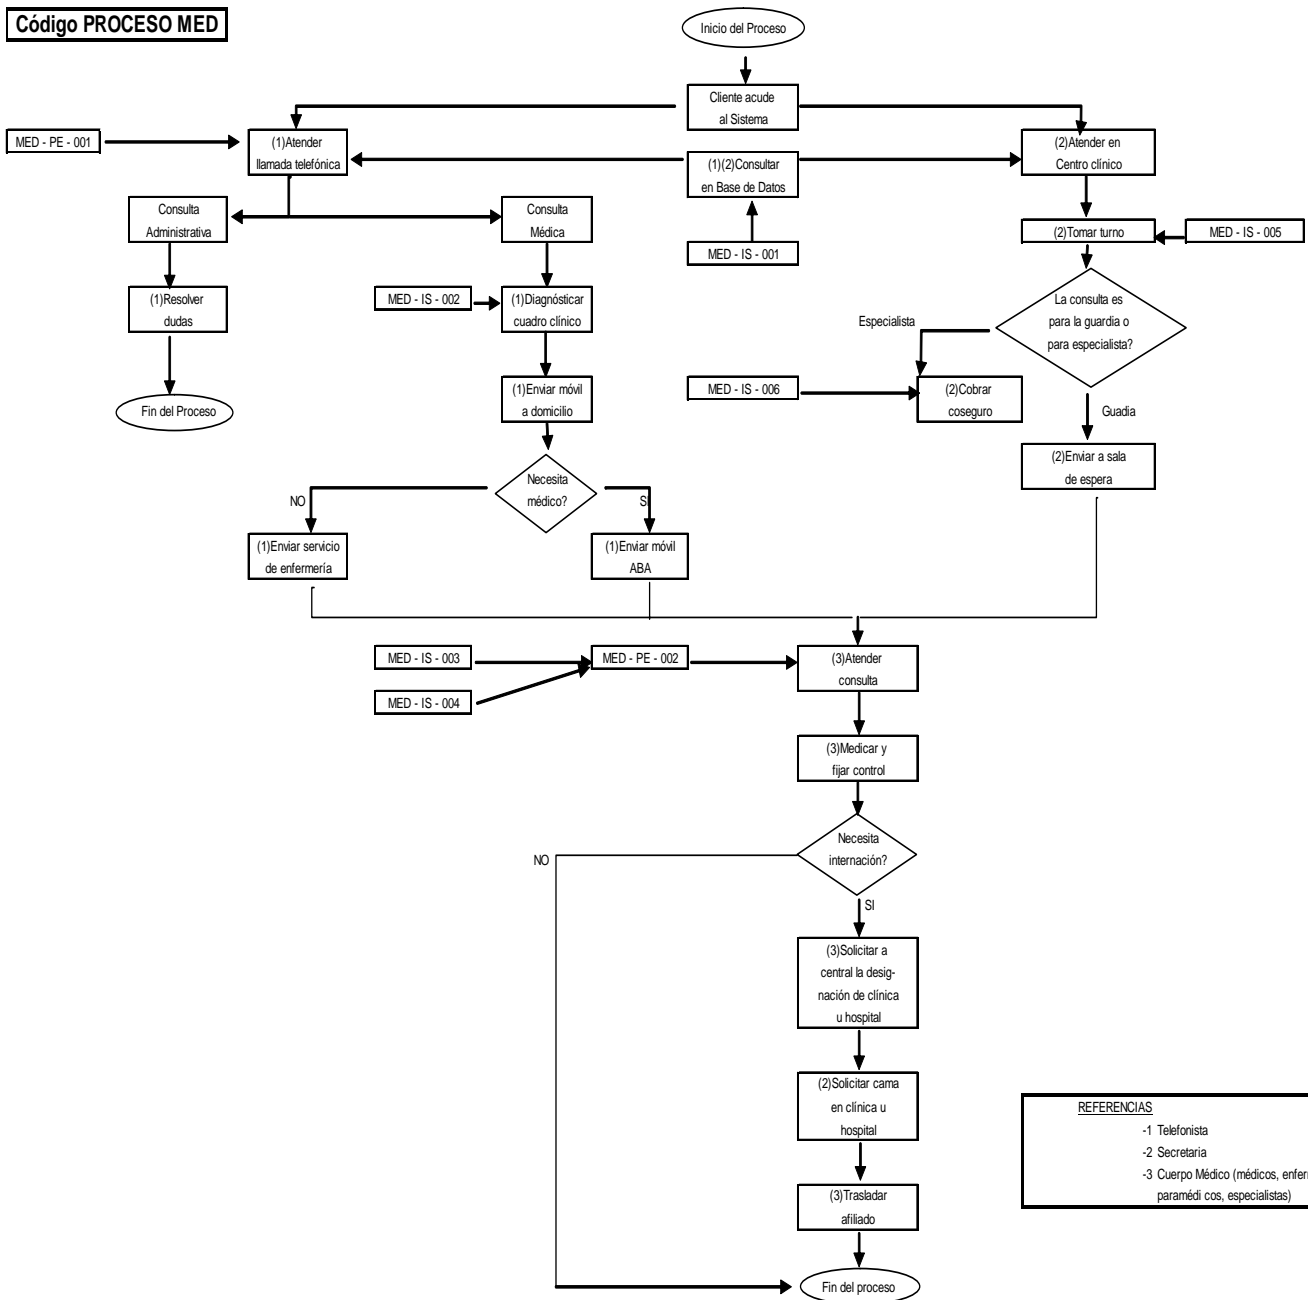 Código PROCESO MED
Inicio del Proceso
Cliente acude
al Sistema
MED - PE - 001
(1)Atender
llamada telefónica
(1)(2)Consultar
en Base de Datos
(2)Atender en
Centro clínico
Consulta
Administrativa
Consulta
Médica
MED - IS - 001
(2)Tomar turno
MED - IS - 005
(1)Resolver
dudas
MED - IS - 002
(1)Diagnósticar
cuadro clínico
La consulta es
para la guardia o
para especialista?
Especialista
Fin del Proceso
(1)Enviar móvil
a domicilio
MED - IS - 006
(2)Cobrar
coseguro
Guadia
(2)Enviar a sala
de espera
Necesita
médico?
NO
SI
(1)Enviar servicio
de enfermería
(1)Enviar móvil
ABA
MED - IS - 003
MED - PE - 002
MED - IS - 004
(3)Atender
consulta
(3)Medicar y
fijar control
Necesita
internación?
NO
SI
(3)Solicitar a
central la desig-
nación de clínica
u hospital
(2)Solicitar cama
en clínica u
hospital
(3)Trasladar
afiliado
Fin del proceso
REFERENCIAS
-1 Telefonista
-2 Secretaria
-3 Cuerpo Médico (médicos,
paramédi cos, especialistas)